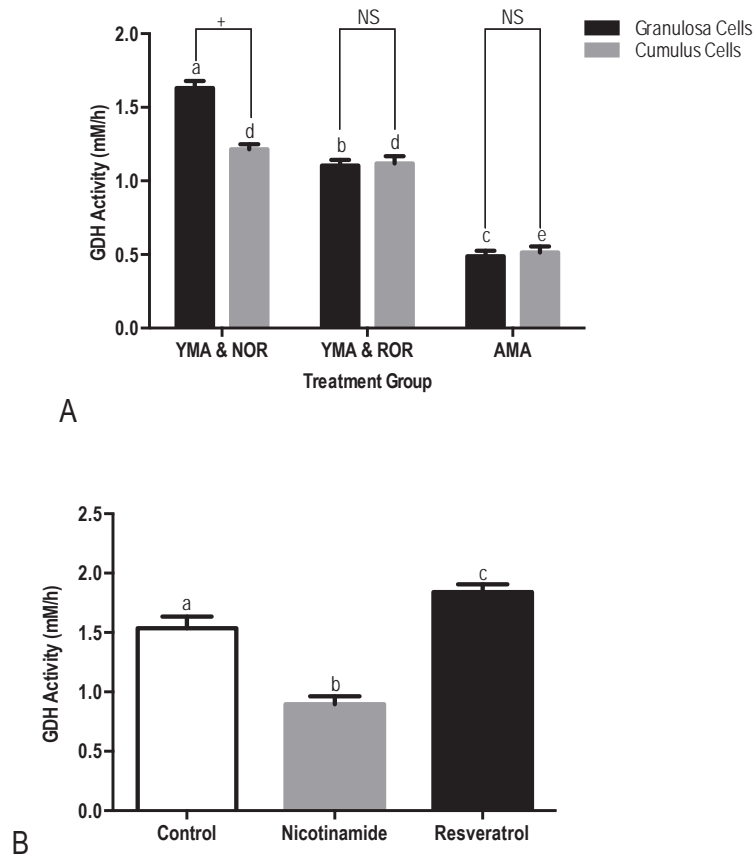 Granulosa Cells
Cumulus Cells
GDH Activity (mM/h)
2.0
1.5
1.0
0.5
0.0
+
NS
NS
a
d
b
d
c
e
YMA & NOR
YMA & ROR
AMA
Treatment Group
A
GDH Activity (mM/h)
2.5
2.0
1.5
1.0
0.5
0.0
a
b
c
Control
Nicotinamide
Resveratrol
B